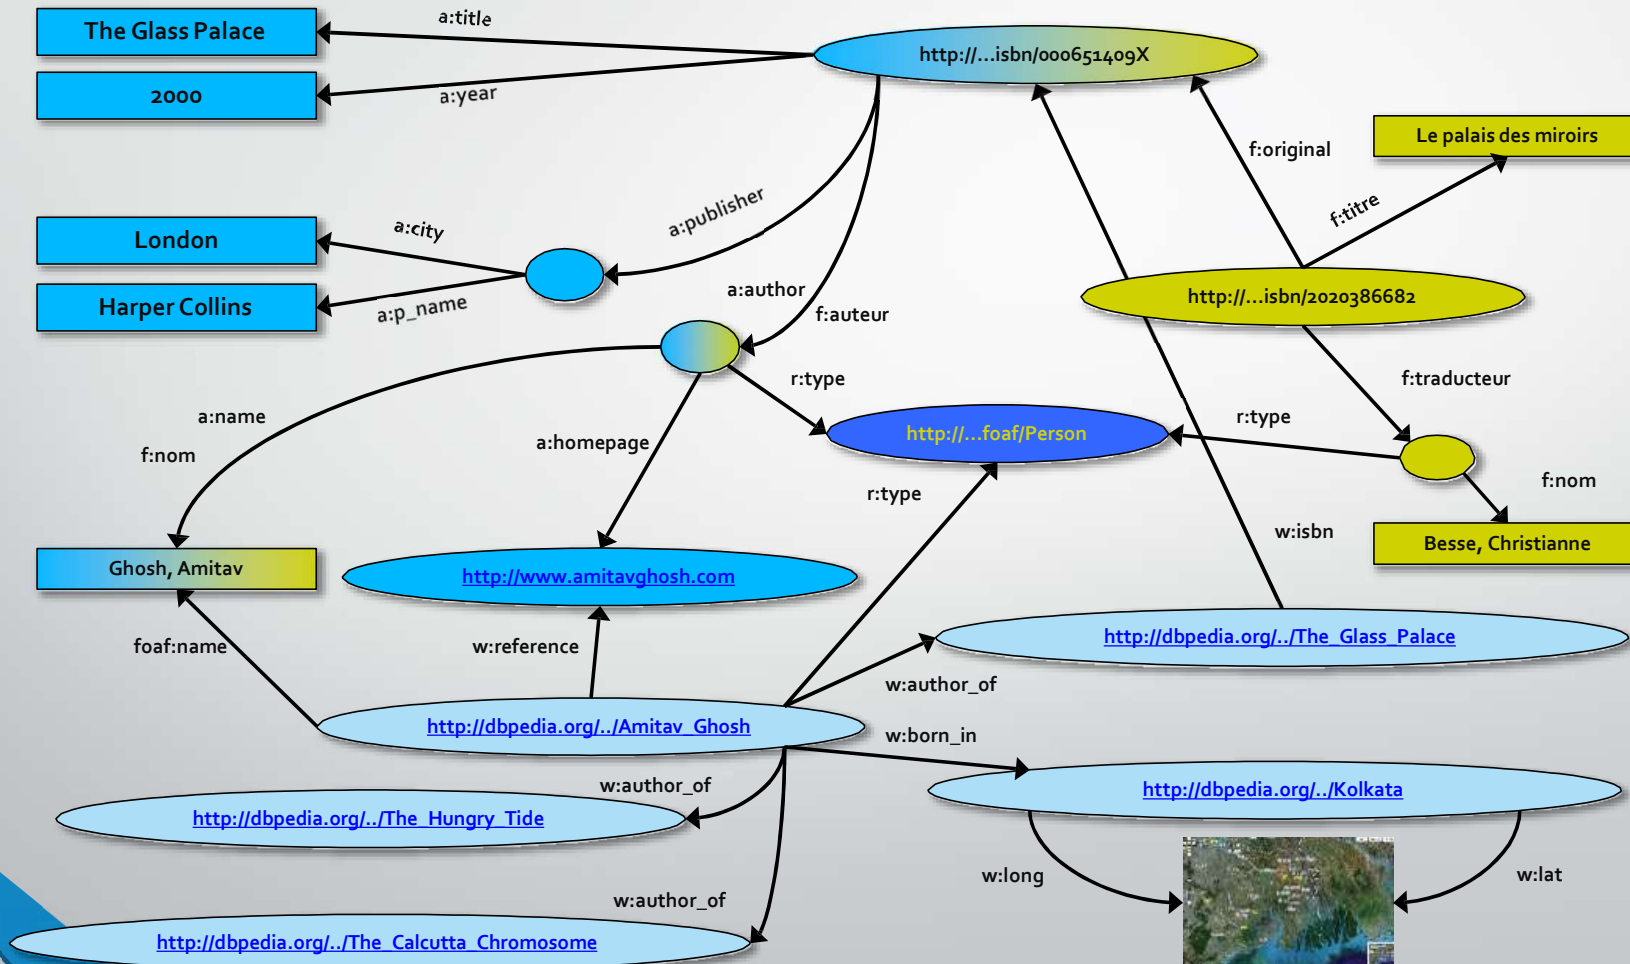 The Glass Palace
a:title
http://...isbn/000651409X
2000
a:year
Le palais des miroirs
f:original
f:titre
a:publisher
London
a:city
Harper Collins
a:p_name
a:author
f:auteur
http://...isbn/2020386682
r:type
f:traducteur
a:name
f:nom
a:homepage
http://...foaf/Person
r:type
r:type
f:nom
w:isbn
Besse, Christianne
Ghosh, Amitav
http://www.amitavghosh.com
foaf:name
w:reference
http://dbpedia.org/../The_Glass_Palace
w:author_of
http://dbpedia.org/../Amitav_Ghosh
w:born_in
w:author_of
http://dbpedia.org/../Kolkata
http://dbpedia.org/../The_Hungry_Tide
w:long
w:lat
w:author_of
http://dbpedia.org/../The_Calcutta_Chromosome